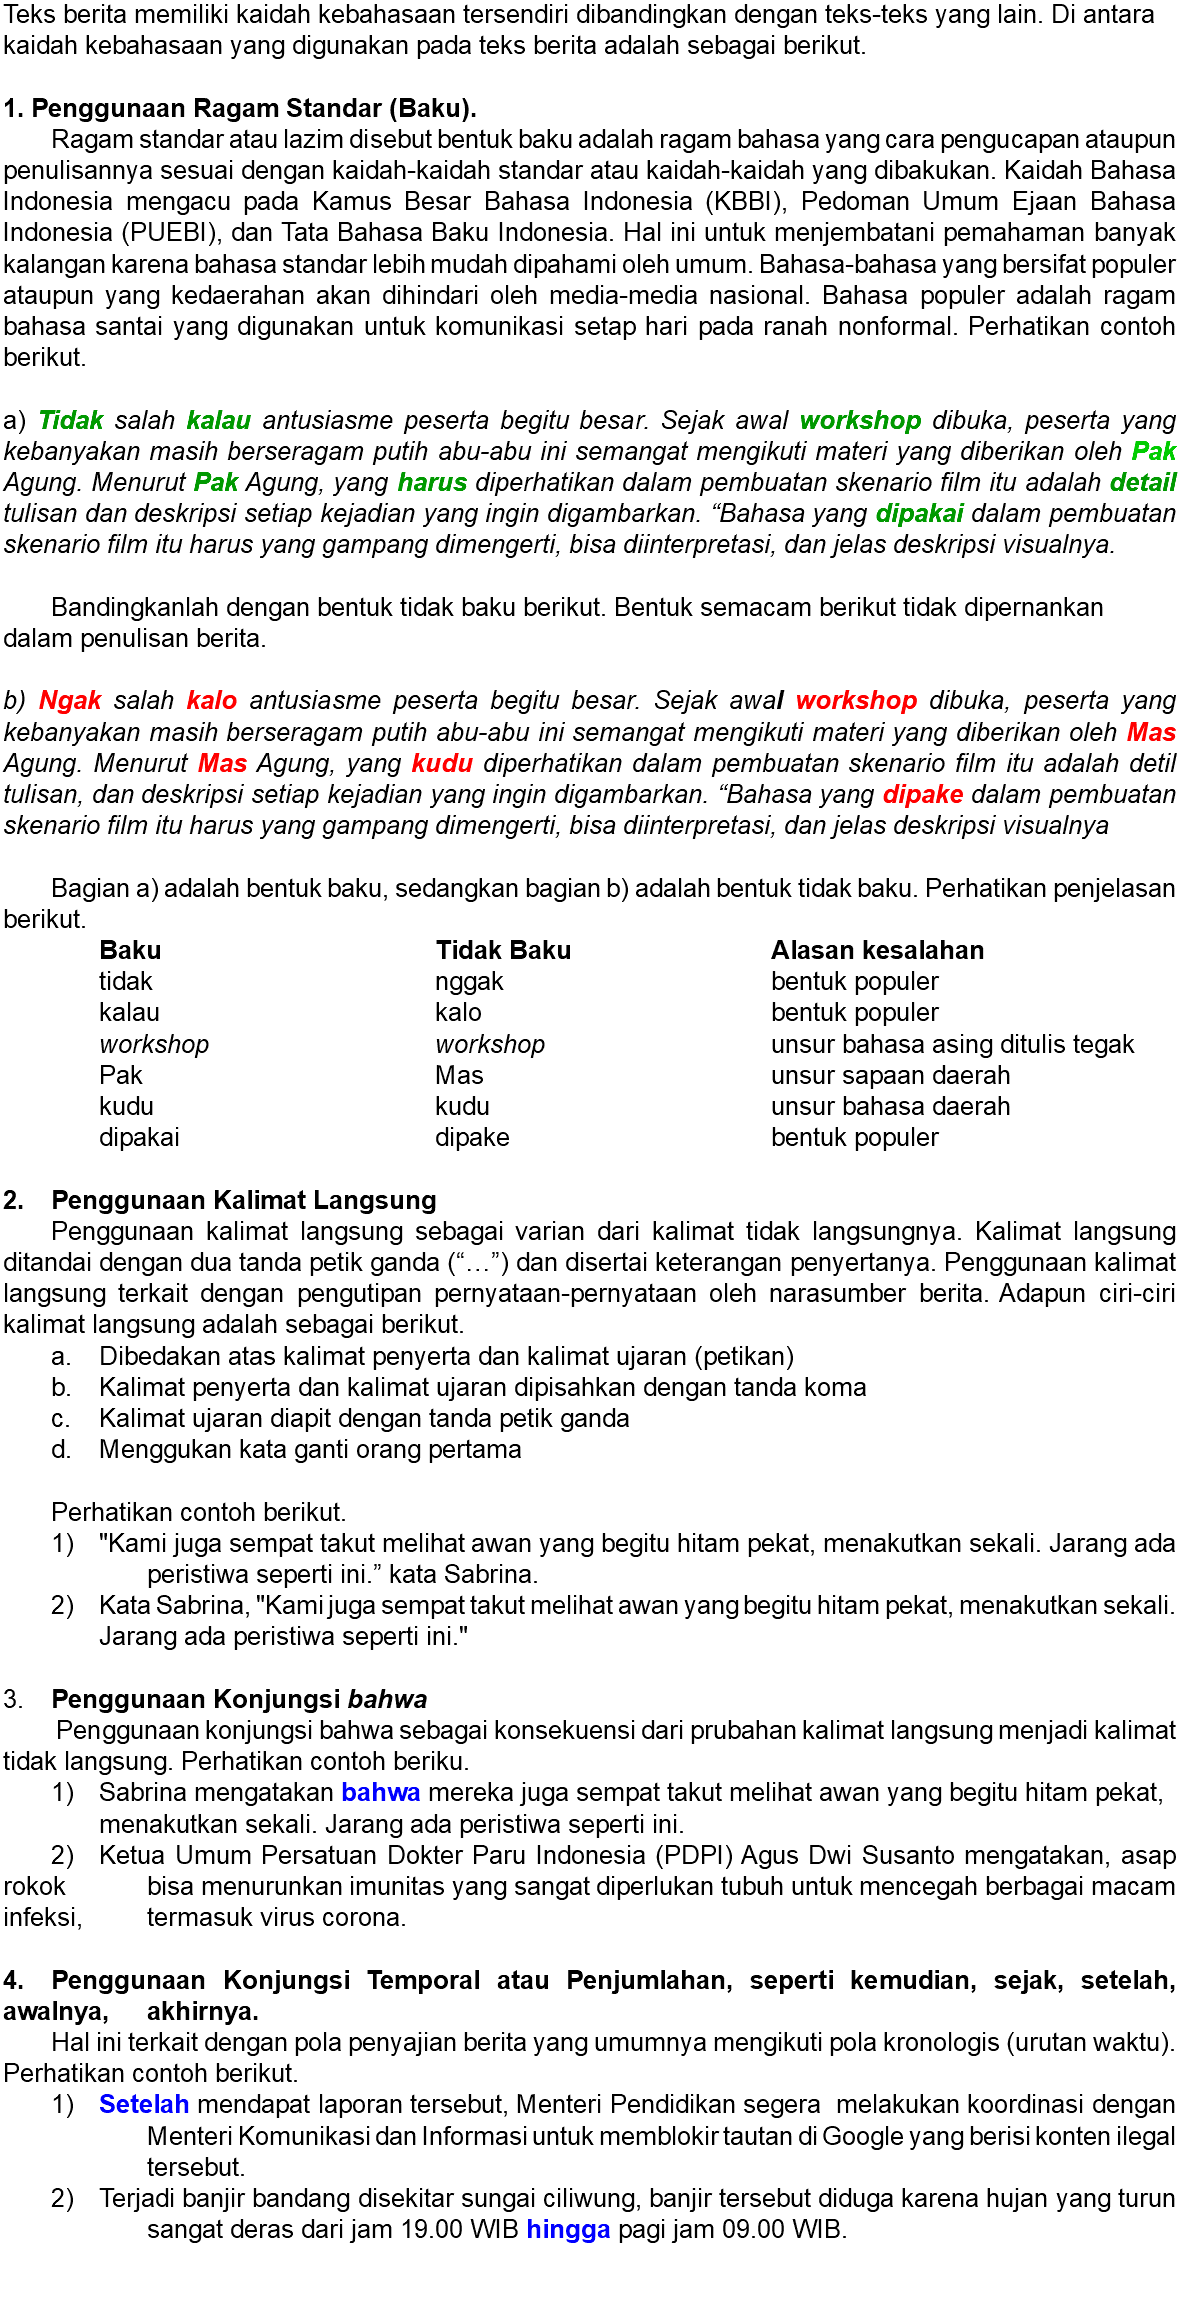 Teks berita memiliki kaidah kebahasaan tersendiri dibandingkan dengan teks-teks yang lain. Di antara
kaidah kebahasaan yang digunakan pada teks berita adalah sebagai berikut.
1. Penggunaan Ragam Standar (Baku).
Ragam standar atau lazim disebut bentuk baku adalah ragam bahasa yang cara pengucapan ataupun
penulisannya sesuai dengan kaidah-kaidah standar atau kaidah-kaidah yang dibakukan. Kaidah Bahasa
Indonesia mengacu pada Kamus Besar Bahasa Indonesia (KBBI), Pedoman Umum Ejaan Bahasa
Indonesia (PUEBI), dan Tata Bahasa Baku Indonesia. Hal ini untuk menjembatani pemahaman banyak
kalangan karena bahasa standar lebih mudah dipahami oleh umum. Bahasa-bahasa yang bersifat populer
ataupun yang kedaerahan akan dihindari oleh media-media nasional. Bahasa populer adalah ragam
bahasa santai yang digunakan untuk komunikasi setap hari pada ranah nonformal. Perhatikan contoh
berikut.
a) Tidak salah kalau antusiasme peserta begitu besar. Sejak awal workshop dibuka, peserta yang
kebanyakan masih berseragam putih abu-abu ini semangat mengikuti materi yang diberikan oleh Pak
Agung. Menurut Pak Agung, yang harus diperhatikan dalam pembuatan skenario film itu adalah detail
tulisan dan deskripsi setiap kejadian yang ingin digambarkan. “Bahasa yang dipakai dalam pembuatan
skenario film itu harus yang gampang dimengerti, bisa diinterpretasi, dan jelas deskripsi visualnya.
Bandingkanlah dengan bentuk tidak baku berikut. Bentuk semacam berikut tidak dipernankan
dalam penulisan berita.
b) Ngak salah kalo antusiasme peserta begitu besar. Sejak awal workshop dibuka, peserta yang
kebanyakan masih berseragam putih abu-abu ini semangat mengikuti materi yang diberikan oleh Mas
Agung. Menurut Mas Agung, yang kudu diperhatikan dalam pembuatan skenario film itu adalah detil
tulisan, dan deskripsi setiap kejadian yang ingin digambarkan. “Bahasa yang dipake dalam pembuatan
skenario film itu harus yang gampang dimengerti, bisa diinterpretasi, dan jelas deskripsi visualnya
Bagian a) adalah bentuk baku, sedangkan bagian b) adalah bentuk tidak baku. Perhatikan penjelasan
berikut.
Baku Tidak Baku Alasan kesalahan
tidak nggak bentuk populer
kalau kalo bentuk populer
workshop workshop unsur bahasa asing ditulis tegak
Pak Mas unsur sapaan daerah
kudu kudu unsur bahasa daerah
dipakai dipake bentuk populer
2. Penggunaan Kalimat Langsung
Penggunaan kalimat langsung sebagai varian dari kalimat tidak langsungnya. Kalimat langsung
ditandai dengan dua tanda petik ganda (“…”) dan disertai keterangan penyertanya. Penggunaan kalimat
langsung terkait dengan pengutipan pernyataan-pernyataan oleh narasumber berita. Adapun ciri-ciri
kalimat langsung adalah sebagai berikut.
a. Dibedakan atas kalimat penyerta dan kalimat ujaran (petikan)
b. Kalimat penyerta dan kalimat ujaran dipisahkan dengan tanda koma
c. Kalimat ujaran diapit dengan tanda petik ganda
d. Menggukan kata ganti orang pertama
Perhatikan contoh berikut.
1) "Kami juga sempat takut melihat awan yang begitu hitam pekat, menakutkan sekali. Jarang ada
peristiwa seperti ini.” kata Sabrina.
2) Kata Sabrina, "Kami juga sempat takut melihat awan yang begitu hitam pekat, menakutkan sekali.
Jarang ada peristiwa seperti ini."
3. Penggunaan Konjungsi bahwa
Penggunaan konjungsi bahwa sebagai konsekuensi dari prubahan kalimat langsung menjadi kalimat
tidak langsung. Perhatikan contoh beriku.
1) Sabrina mengatakan bahwa mereka juga sempat takut melihat awan yang begitu hitam pekat,
menakutkan sekali. Jarang ada peristiwa seperti ini.
2) Ketua Umum Persatuan Dokter Paru Indonesia (PDPI) Agus Dwi Susanto mengatakan, asap
rokok bisa menurunkan imunitas yang sangat diperlukan tubuh untuk mencegah berbagai macam
infeksi, termasuk virus corona.
4. Penggunaan Konjungsi Temporal atau Penjumlahan, seperti kemudian, sejak, setelah,
awalnya, akhirnya.
Hal ini terkait dengan pola penyajian berita yang umumnya mengikuti pola kronologis (urutan waktu).
Perhatikan contoh berikut.
1) Setelah mendapat laporan tersebut, Menteri Pendidikan segera melakukan koordinasi dengan
Menteri Komunikasi dan Informasi untuk memblokir tautan di Google yang berisi konten ilegal
tersebut.
2) Terjadi banjir bandang disekitar sungai ciliwung, banjir tersebut diduga karena hujan yang turun
sangat deras dari jam 19.00 WIB hingga pagi jam 09.00 WIB.